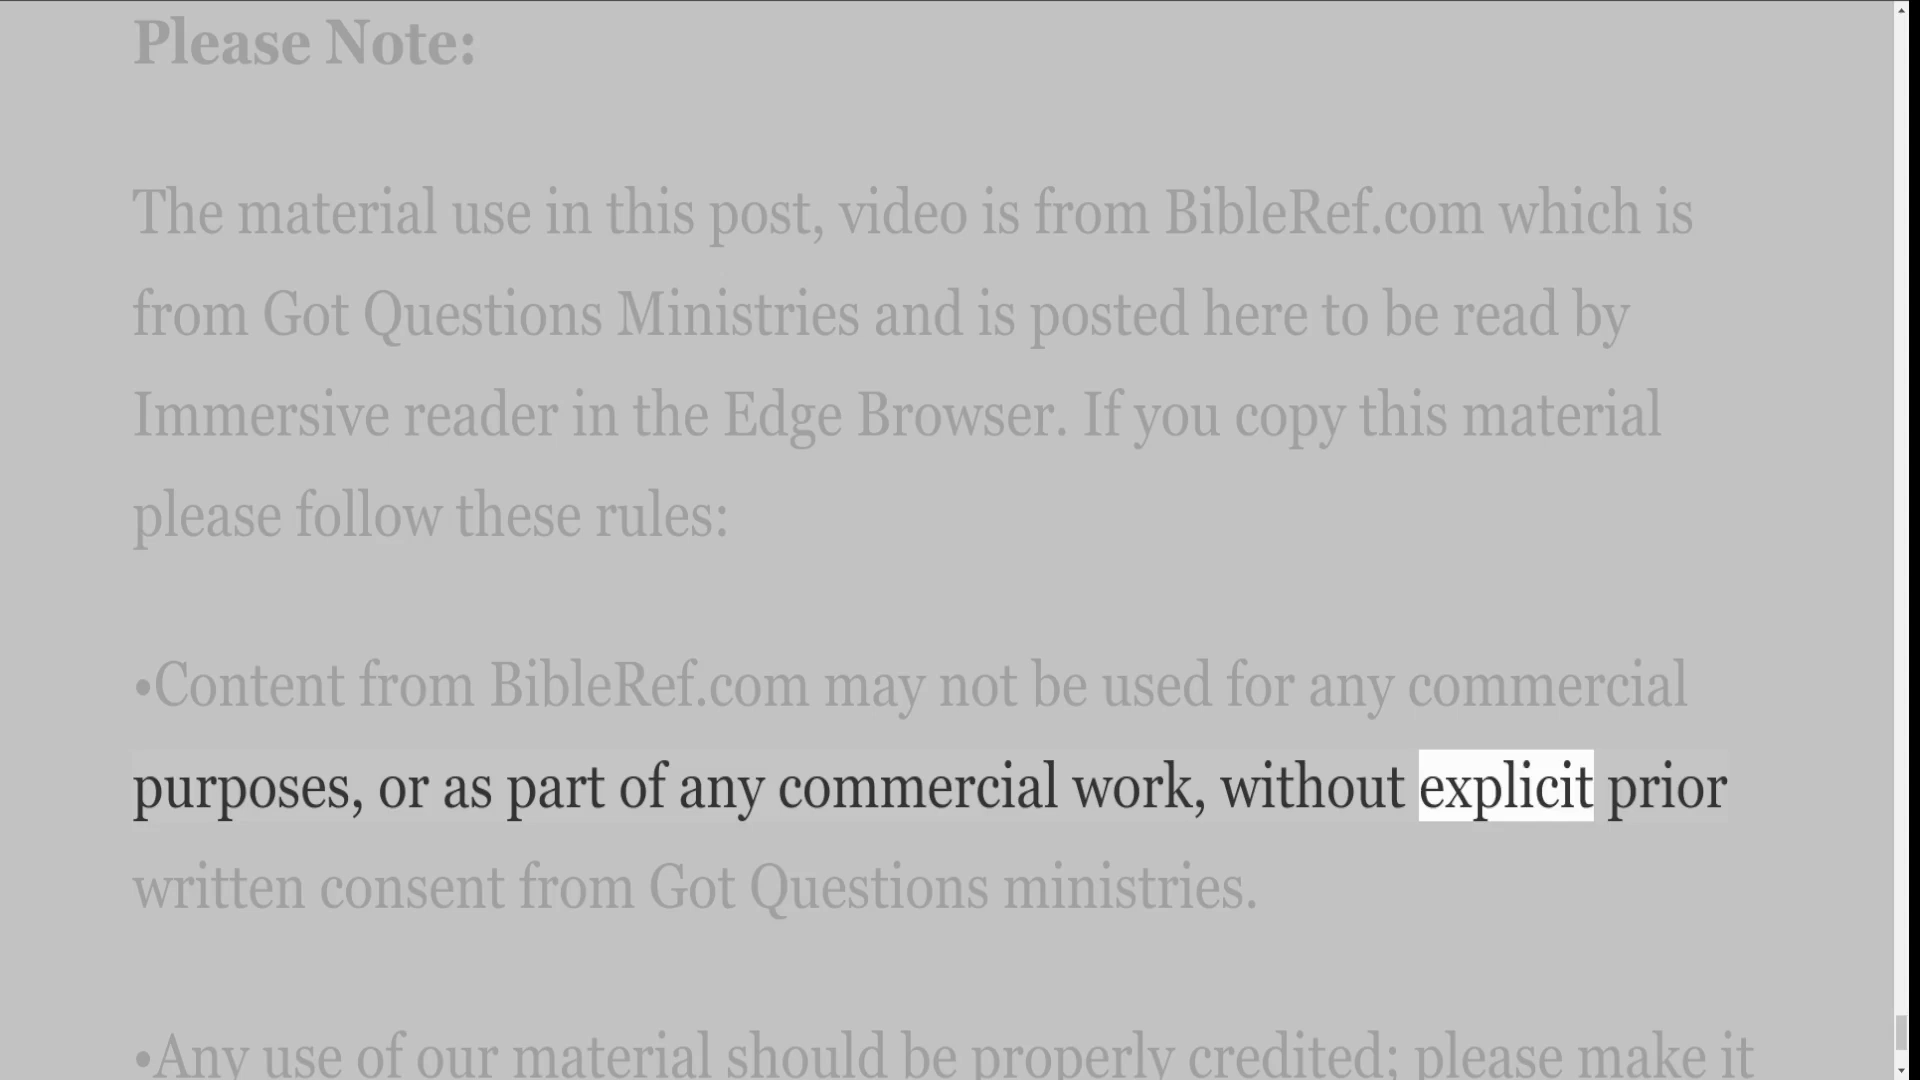 Please Note:
The material use in this post, video is from BibleRef.com which is
from Got Questions Ministries and is posted here to be read by
Immersive reader in the Edge Browser. If you copy this material
please follow these rules:
•Content from BibleRef.com may not be used for any commercial
purposes, or as part of any commercial work, without explicit prior
written consent from Got Questions ministries.
•Any use of our material should be properly credited; please make it